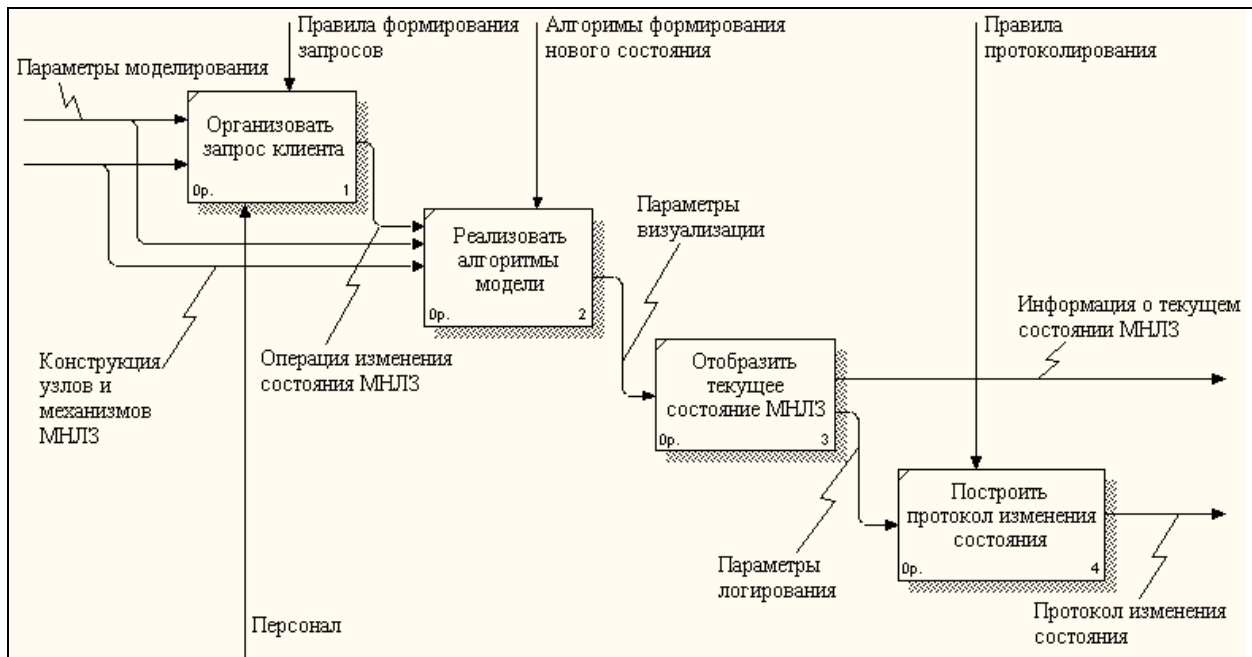 Правила формирования
запросов
Алгоримы формирования
нового состояния
Правила
протоколирования
Параметры моделирования
Организовать
запрос клиента
0р.
1
Реализовать
алгоритмы
модели
0р.
2
Параметры
визуализации
Информация о текущем
состоянии МНЛЗ
Конструкция
узлов и
механизмов
МНЛЗ
Операция изменения
состояния МНЛЗ
Отобразить
текущее
состояние МНЛЗ
0р.
3
Построить
протокол изменения
состояния
0р.
4
Параметры
логирования
Протокол изменения
состояния
Персонал